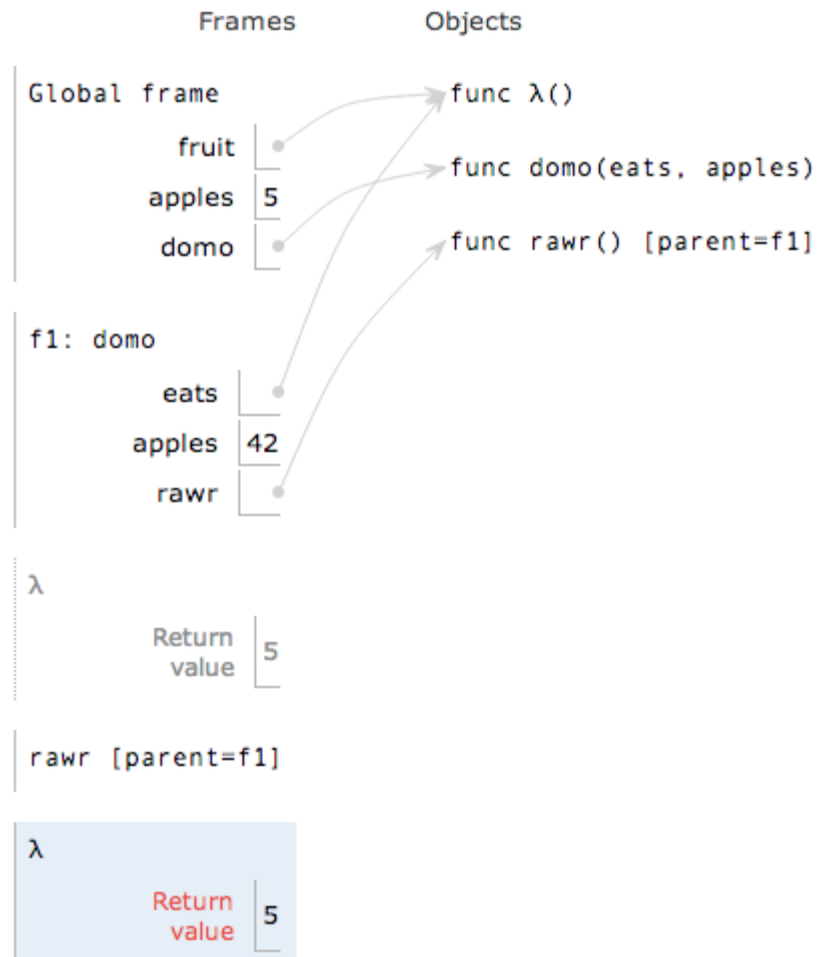 Frames Objects
Global frame
func λ()
fruit
func domo(eats, apples)
apples 5
domo
func rawr() [parent=f1]
f1: domo
eats
apples 42
rawr
λ
Return
value 5
rawr [parent=f1]
λ
Return
value 5